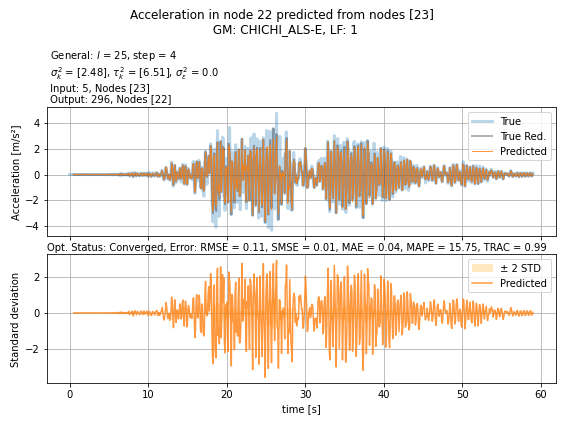 Acceleration in node 22 predicted from nodes [23]
GM: CHICHI_ALS-E, LF: 1
General: l = 25, step = 4
σ²ₖ = [2.48], τ²ₖ = [6.51], σ²ε = 0.0
Input: 5, Nodes [23]
Output: 296, Nodes [22]
Acceleration [m/s²]
4
2
0
−2
−4
True
True Red.
Predicted
Opt. Status: Converged, Error: RMSE = 0.11, SMSE = 0.01, MAE = 0.04, MAPE = 15.75, TRAC = 0.99
Standard deviation
2
0
−2
± 2 STD
Predicted
0 10 20 30 40 50 60
time [s]